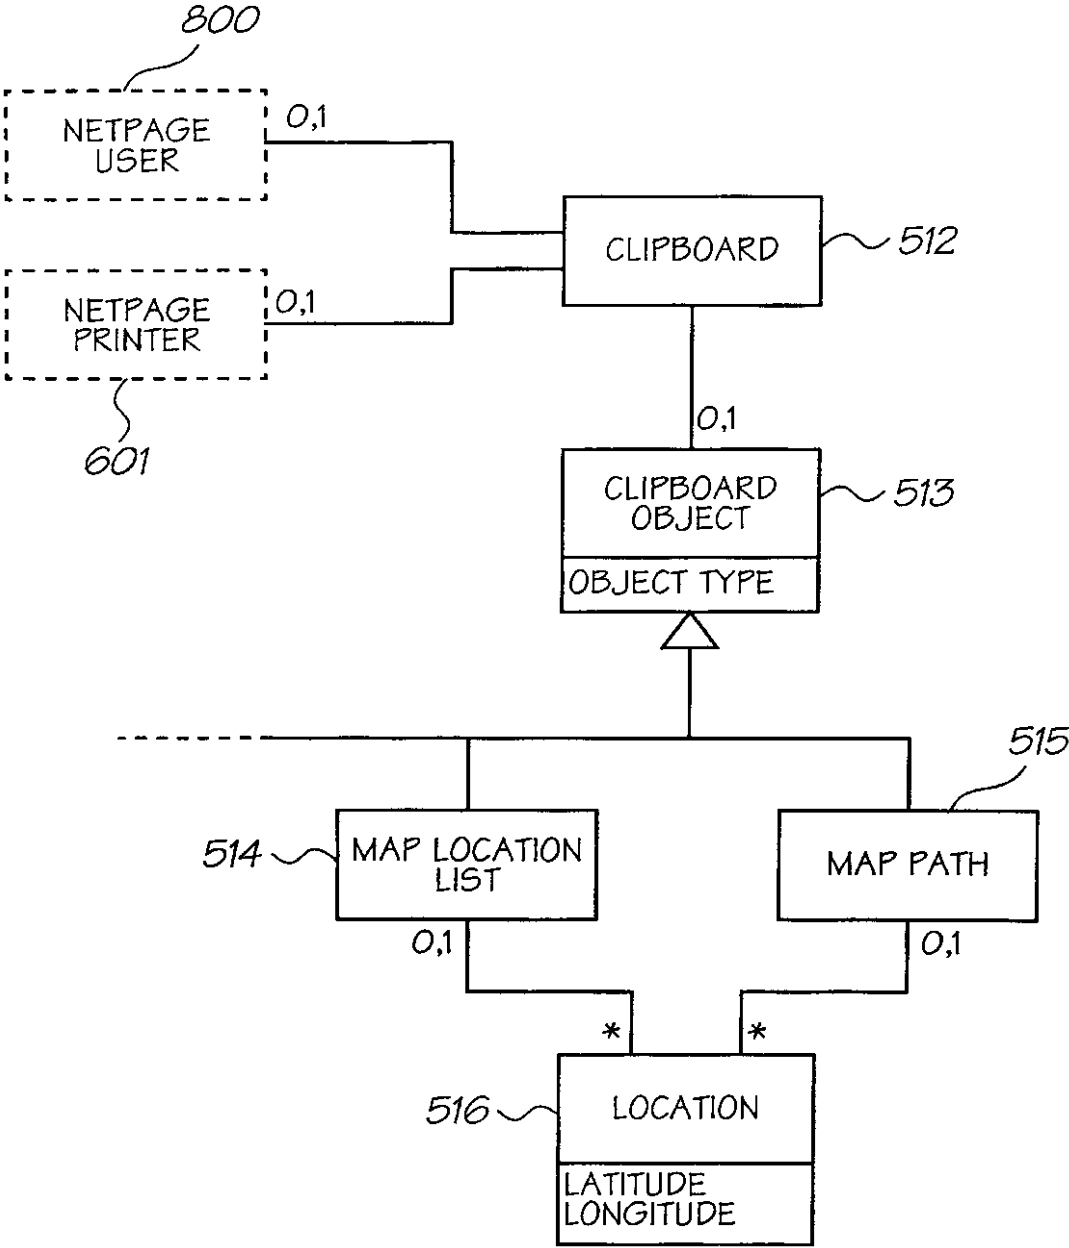 800
NETPAGE
USER
0,1
CLIPBOARD
512
NETPAGE
PRINTER
0,1
601
0,1
CLIPBOARD
OBJECT
513
OBJECT TYPE
515
514
MAP LOCATION
LIST
MAP PATH
0,1
0,1
*
*
516
LOCATION
LATITUDE
LONGITUDE